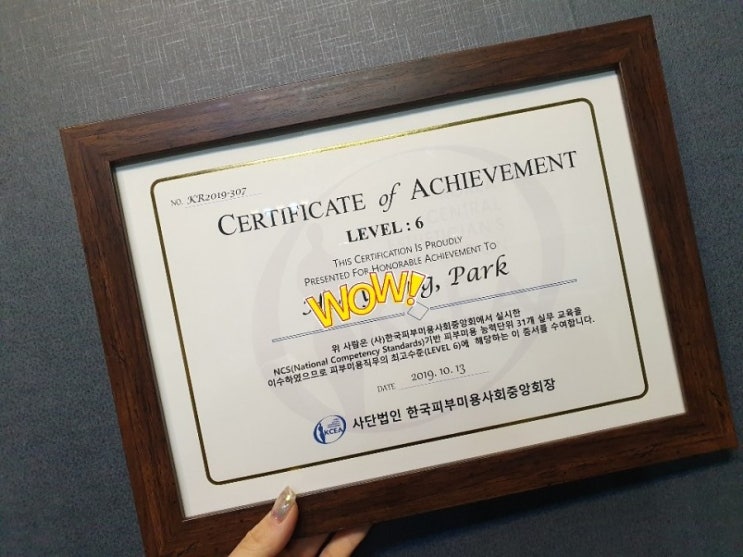 NO. KR2019-307
CERTIFICATE of ACHIEVEMENT
LEVEL : 6
THIS CERTIFICATION IS PROUDLY
PRESENTED FOR HONORABLE ACHIEVEMENT TO
Park
WOW!
위 사람은 (사)한국피부미용사회중앙회에서 실시한
NCS(National Competency Standards)기반 피부미용 능력단위 31개 실무 교육을
이수하였으므로 피부미용직무의 최고수준(LEVEL 6)에 해당하는 이 증서를 수여합니다.
DATE 2019. 10. 13
KCEA 사단법인 한국피부미용사회중앙회장